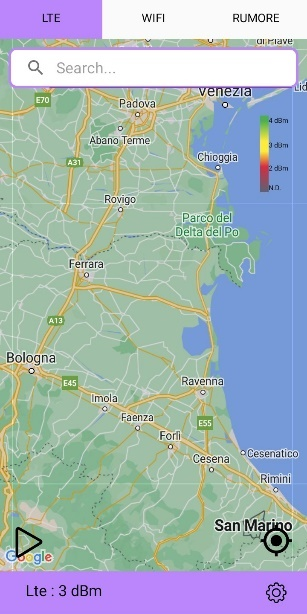 LTE WIFI RUMORE
di Piave
Search...
Venezia
Lid
E70
Padova
4 dBm
Abano Terme
3 dBm
Chioggia
A31
2 dBm
N.D.
Rovigo
Parco del
Delta del Po
Ferrara
A13
Bologna
E45
Ravenna
Imola
Faenza
E55
Forlì
Cesena
Cesenatico
Rimini
San Marino
Google
Lte : 3 dBm